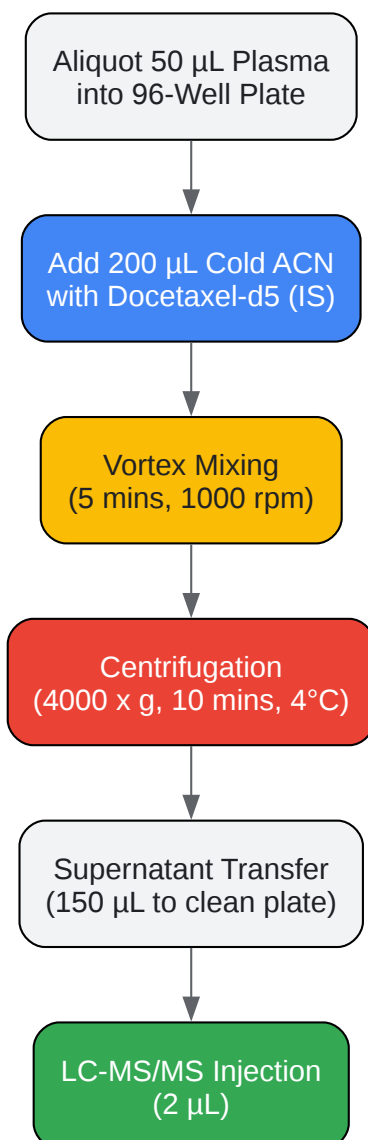 Aliquot 50 µL Plasma
into 96-Well Plate
Add 200 µL Cold ACN
with Docetaxel-d5 (IS)
Vortex Mixing
(5 mins, 1000 rpm)
Centrifugation
(4000 x g, 10 mins, 4°C)
Supernatant Transfer
(150 µL to clean plate)
LC-MS/MS Injection
(2 µL)